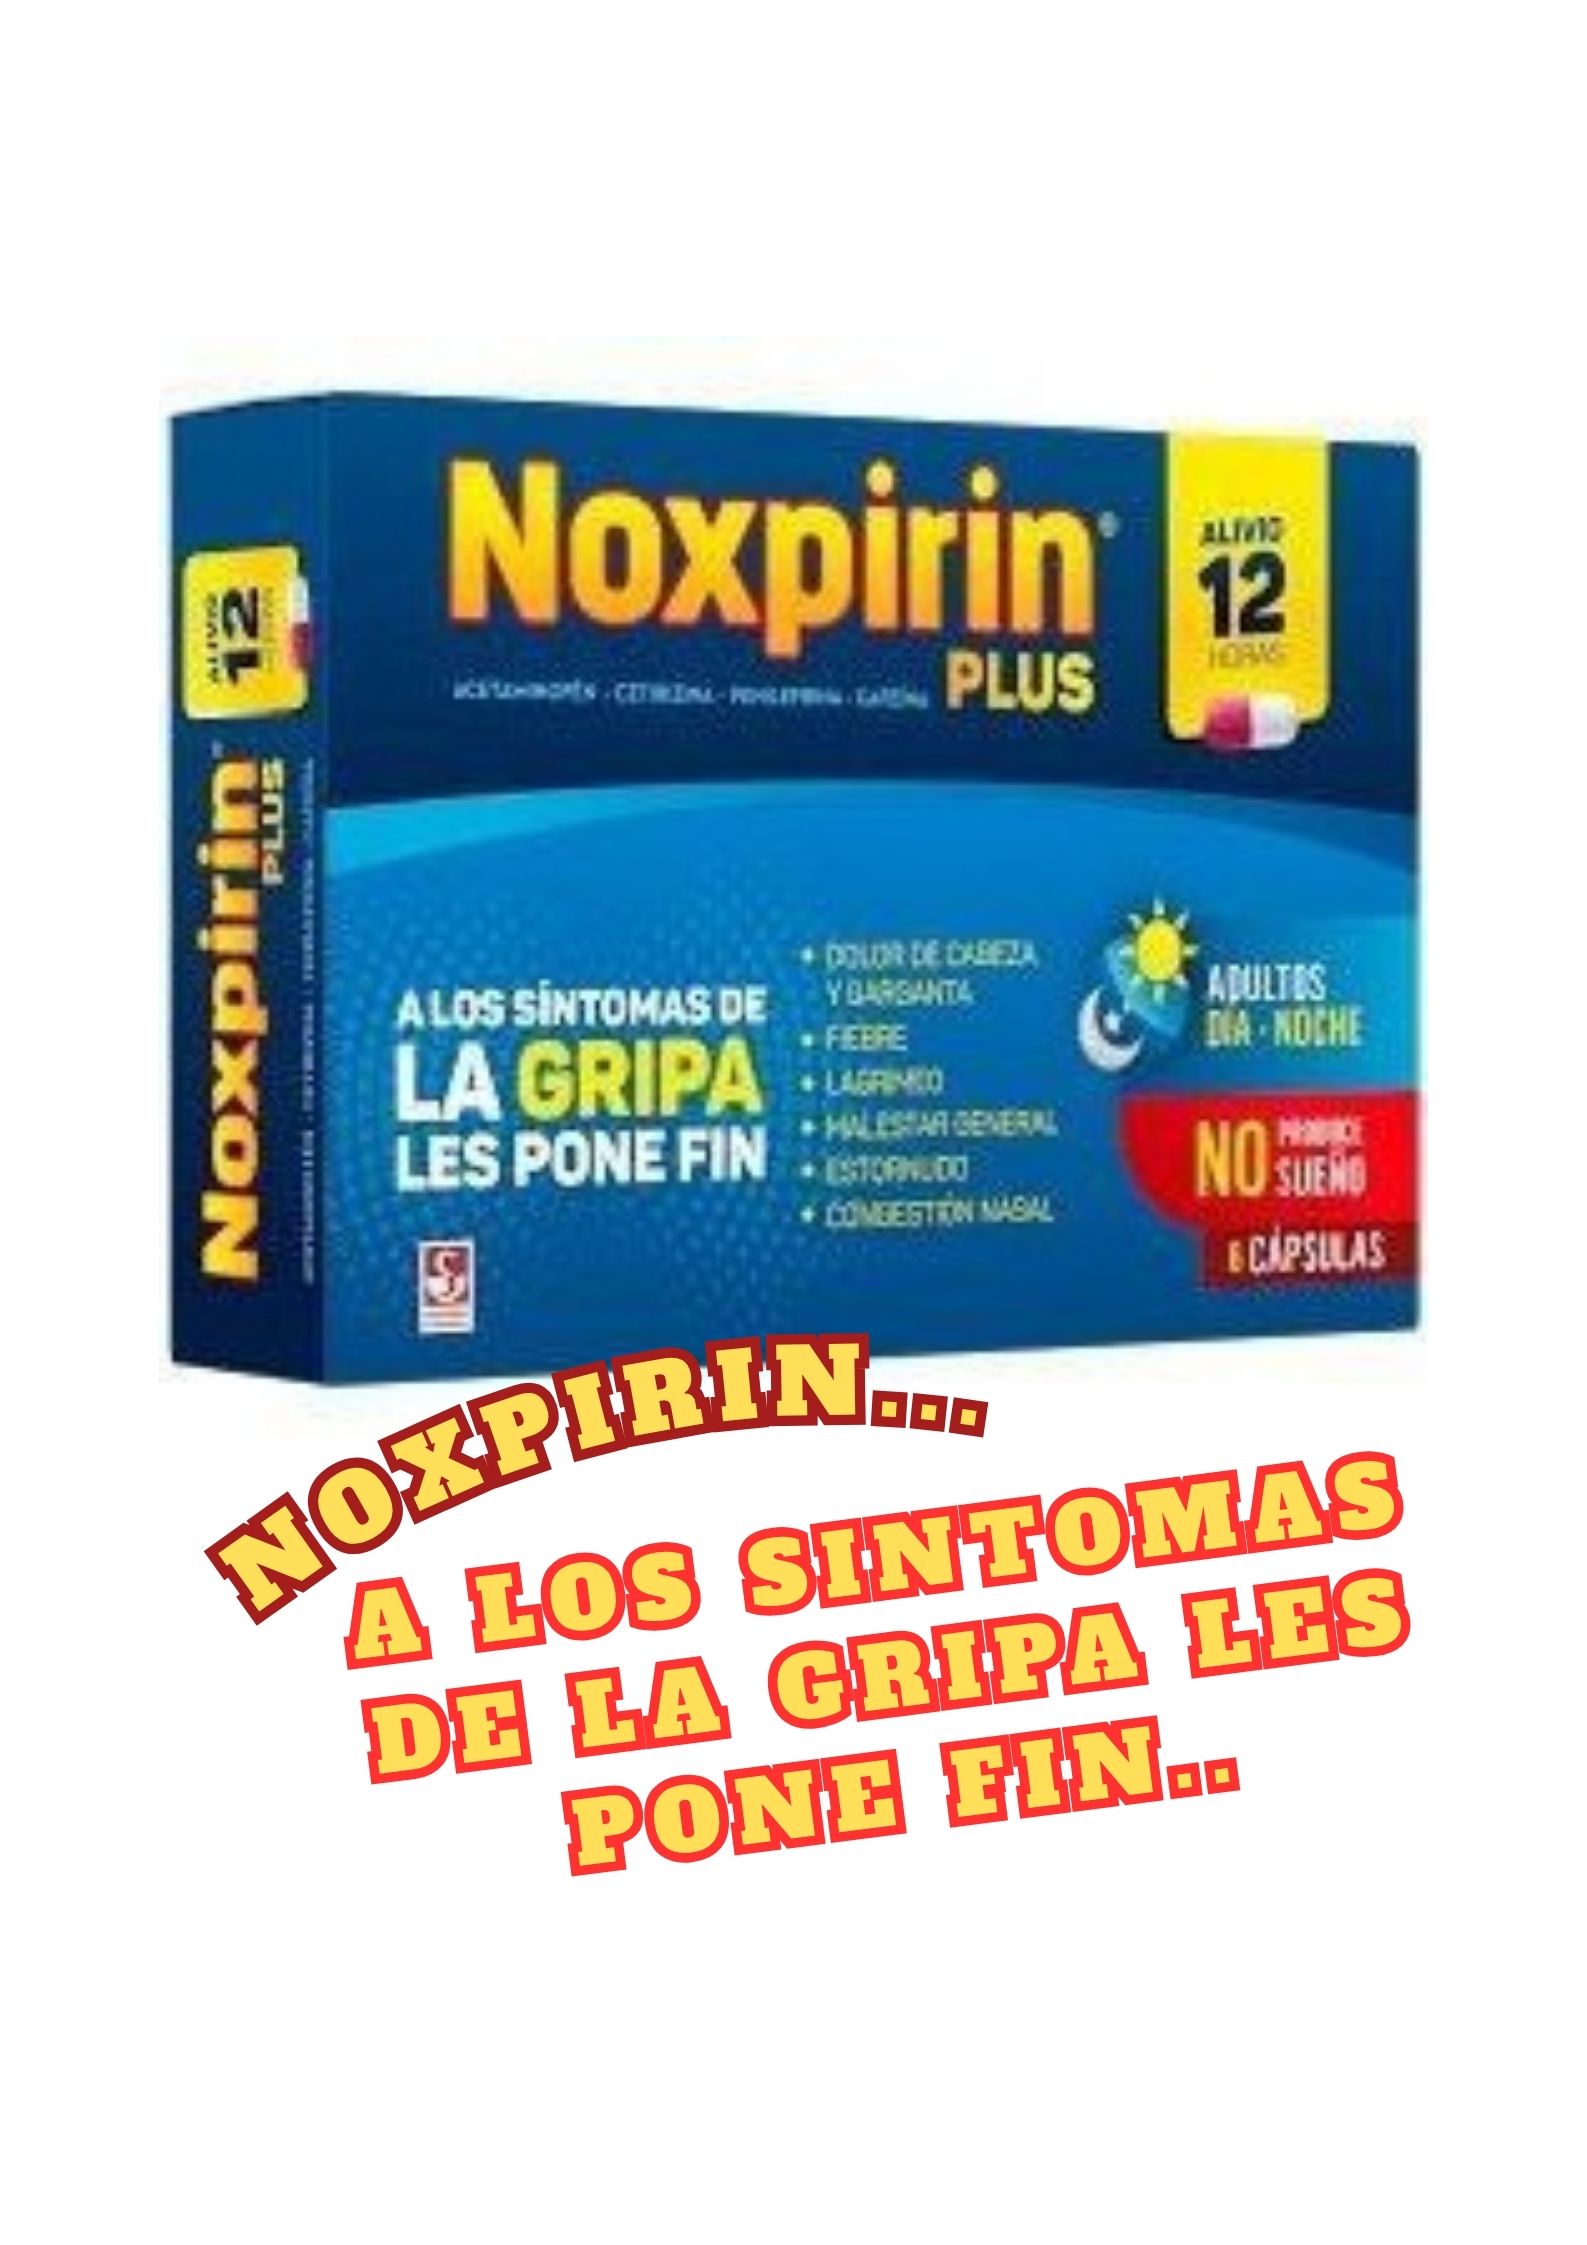 Noxpirin®
PLUS
ALIVIO
12
HORAS
ALIVIO
12
Noxpirin
PLUS
A LOS SÍNTOMAS DE
LA GRIPA
LES PONE FIN
• DOLOR DE CABEZA
Y GARGANTA
• FIEBRE
• LAGRIMEO
• MALESTAR GENERAL
• ESTORNUDO
• CONGESTIÓN NASAL
ADULTOS
DÍA · NOCHE
NO PRODUCE
SUEÑO
6 CÁPSULAS
NOXPIRIN...
A LOS SINTOMAS
DE LA GRIPA LES
PONE FIN..